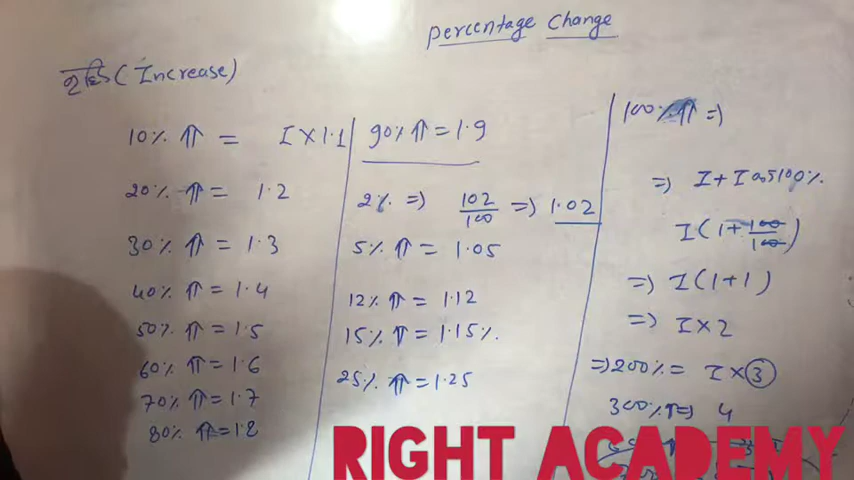 Percentage Change
वृद्धि (Increase)
10% ⇑ = I × 1.1
20% ⇑ = 1.2
30% ⇑ = 1.3
40% ⇑ = 1.4
50% ⇑ = 1.5
60% ⇑ = 1.6
70% ⇑ = 1.7
80% ⇑ = 1.8
90% ⇑ = 1.9
2% ⇒ 102/100 ⇒ 1.02
5% ⇑ = 1.05
12% ⇑ = 1.12
15% ⇑ = 1.15%.
25% ⇑ = 1.25
100% ⇑ ⇒
⇒ I + I of 100%.
I (1 + 100/100)
⇒ I (1+1)
⇒ I × 2
⇒ 200% = I × 3
300% ⇑ ⇒ 4
RIGHT ACADEMY